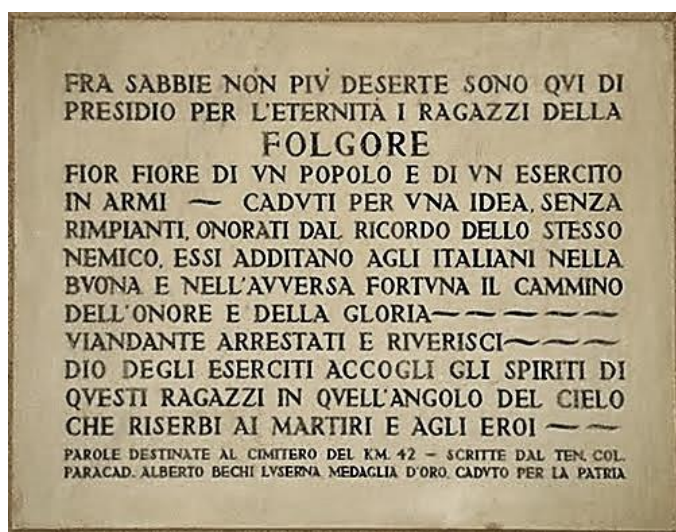 FRA SABBIE NON PIV́ DESERTE SONO QVI DI
PRESIDIO PER L'ETERNITÀ I RAGAZZI DELLA
FOLGORE
FIOR FIORE DI VN POPOLO E DI VN ESERCITO
IN ARMI — CADVTI PER VNA IDEA, SENZA
RIMPIANTI, ONORATI DAL RICORDO DELLO STESSO
NEMICO, ESSI ADDITANO AGLI ITALIANI NELLA
BVONA E NELL'AVVERSA FORTVNA IL CAMMINO
DELL'ONORE E DELLA GLORIA—————
VIANDANTE ARRESTATI E RIVERISCI———
DIO DEGLI ESERCITI ACCOGLI GLI SPIRITI DI
QVESTI RAGAZZI IN QVELL'ANGOLO DEL CIELO
CHE RISERBI AI MARTIRI E AGLI EROI ——
PAROLE DESTINATE AL CIMITERO DEL KM. 42 — SCRITTE DAL TEN. COL.
PARACAD. ALBERTO BECHI LVSERNA, MEDAGLIA D'ORO, CADVTO PER LA PATRIA